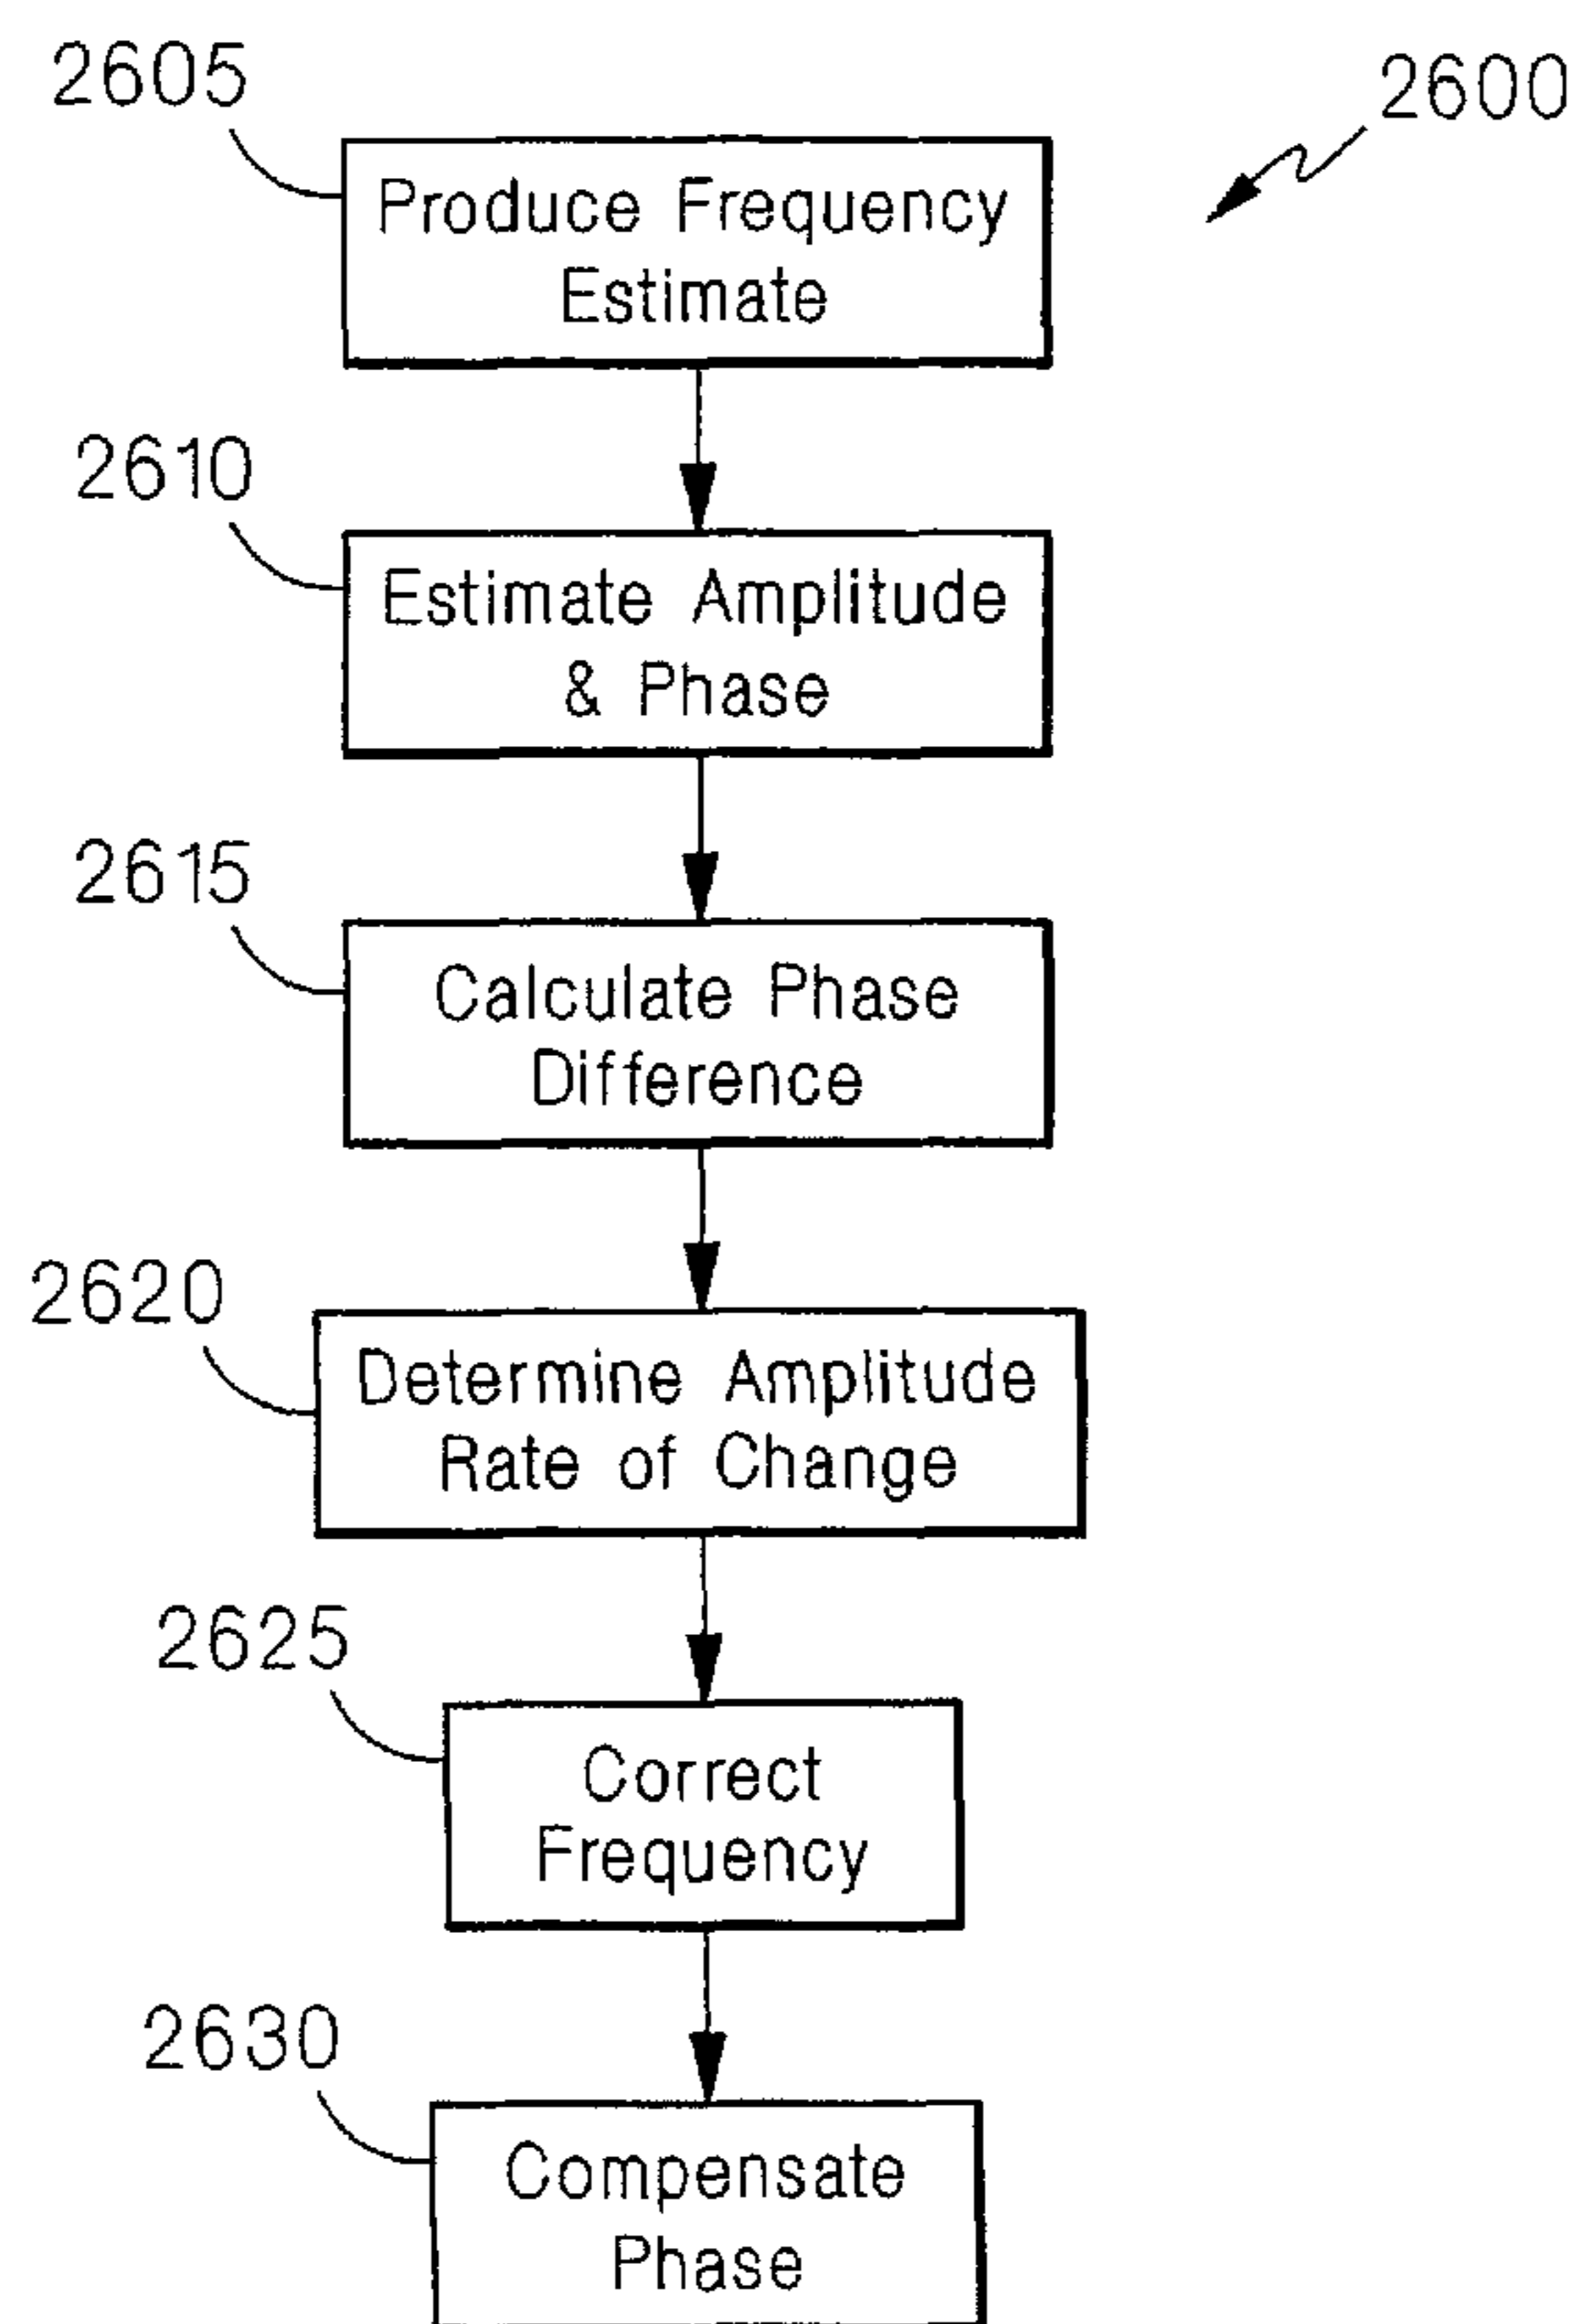 2605
2600
Produce Frequency
Estimate
2610
Estimate Amplitude
& Phase
2615
Calculate Phase
Difference
2620
Determine Amplitude
Rate of Change
2625
Correct
Frequency
2630
Compensate
Phase